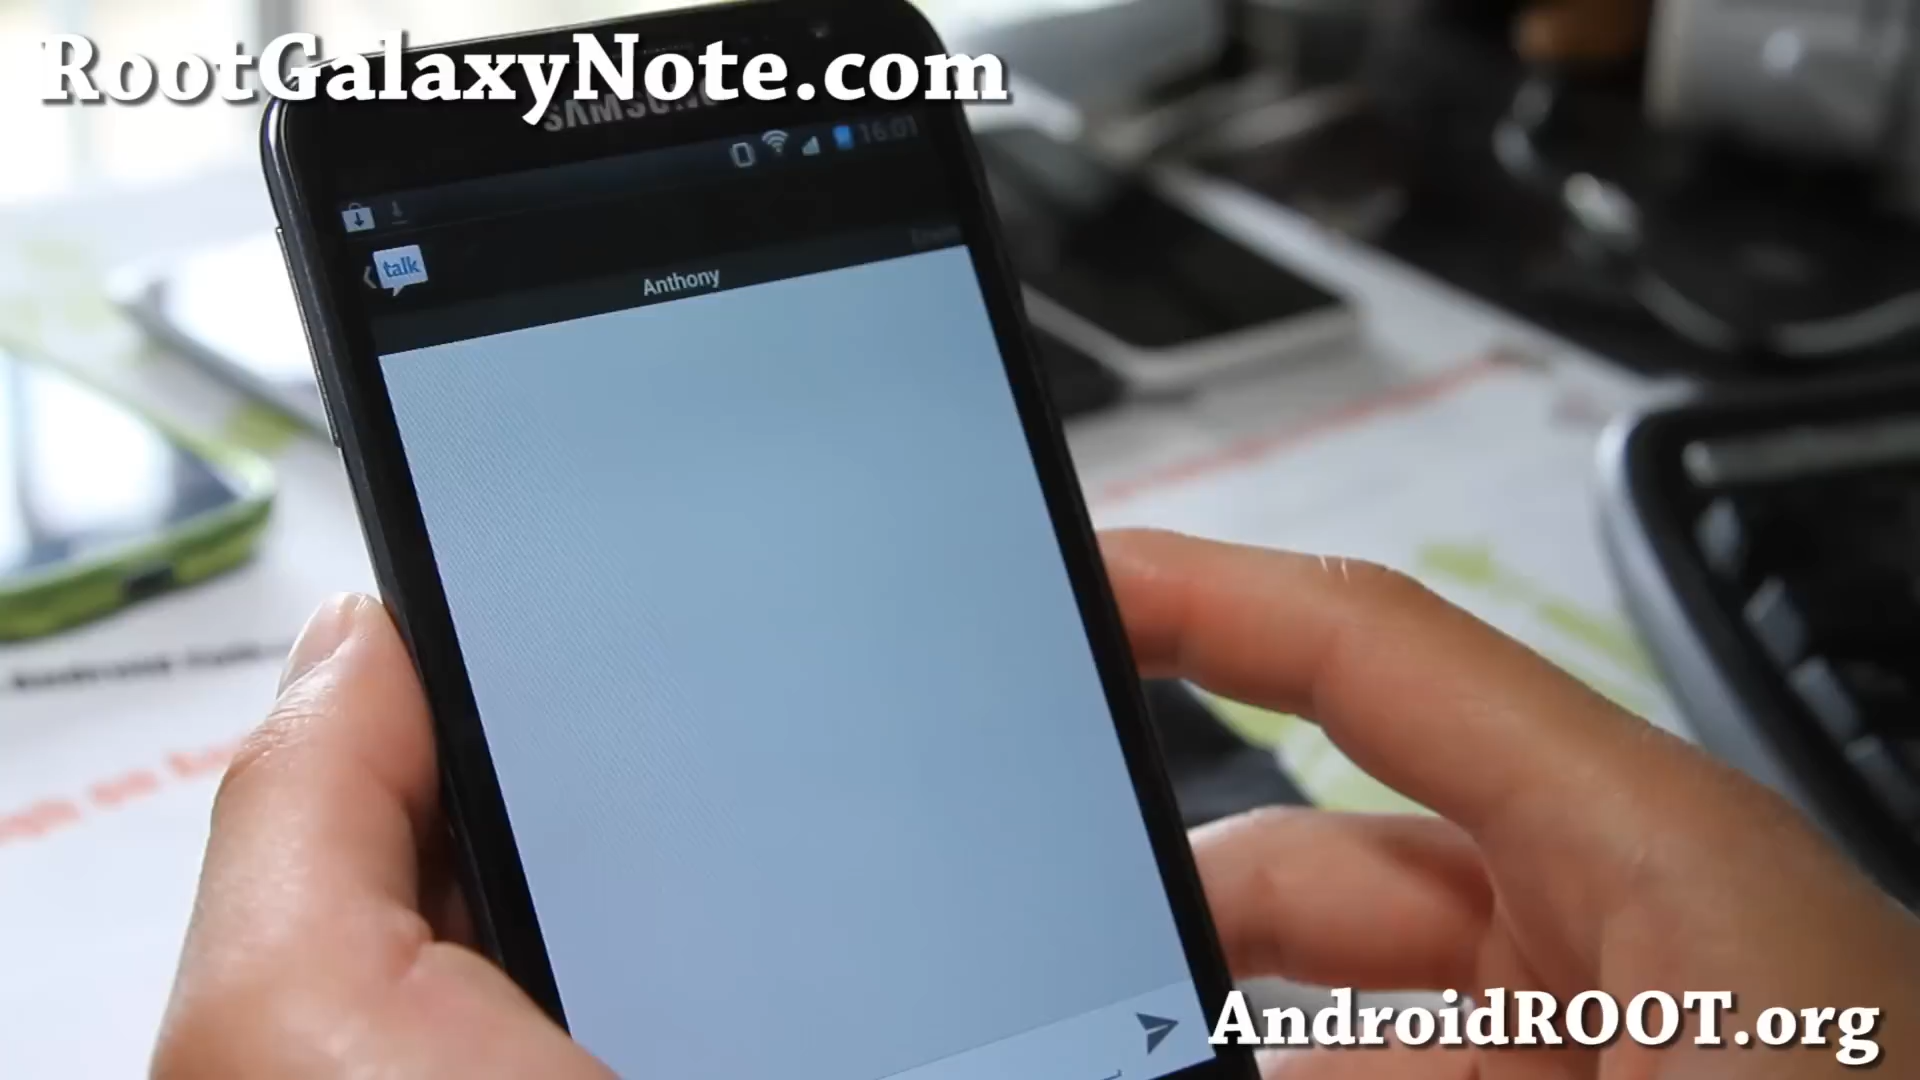 RootGalaxyNote.com
SAMSUNG
16:01
talk
Anthony
AndroidROOT.org